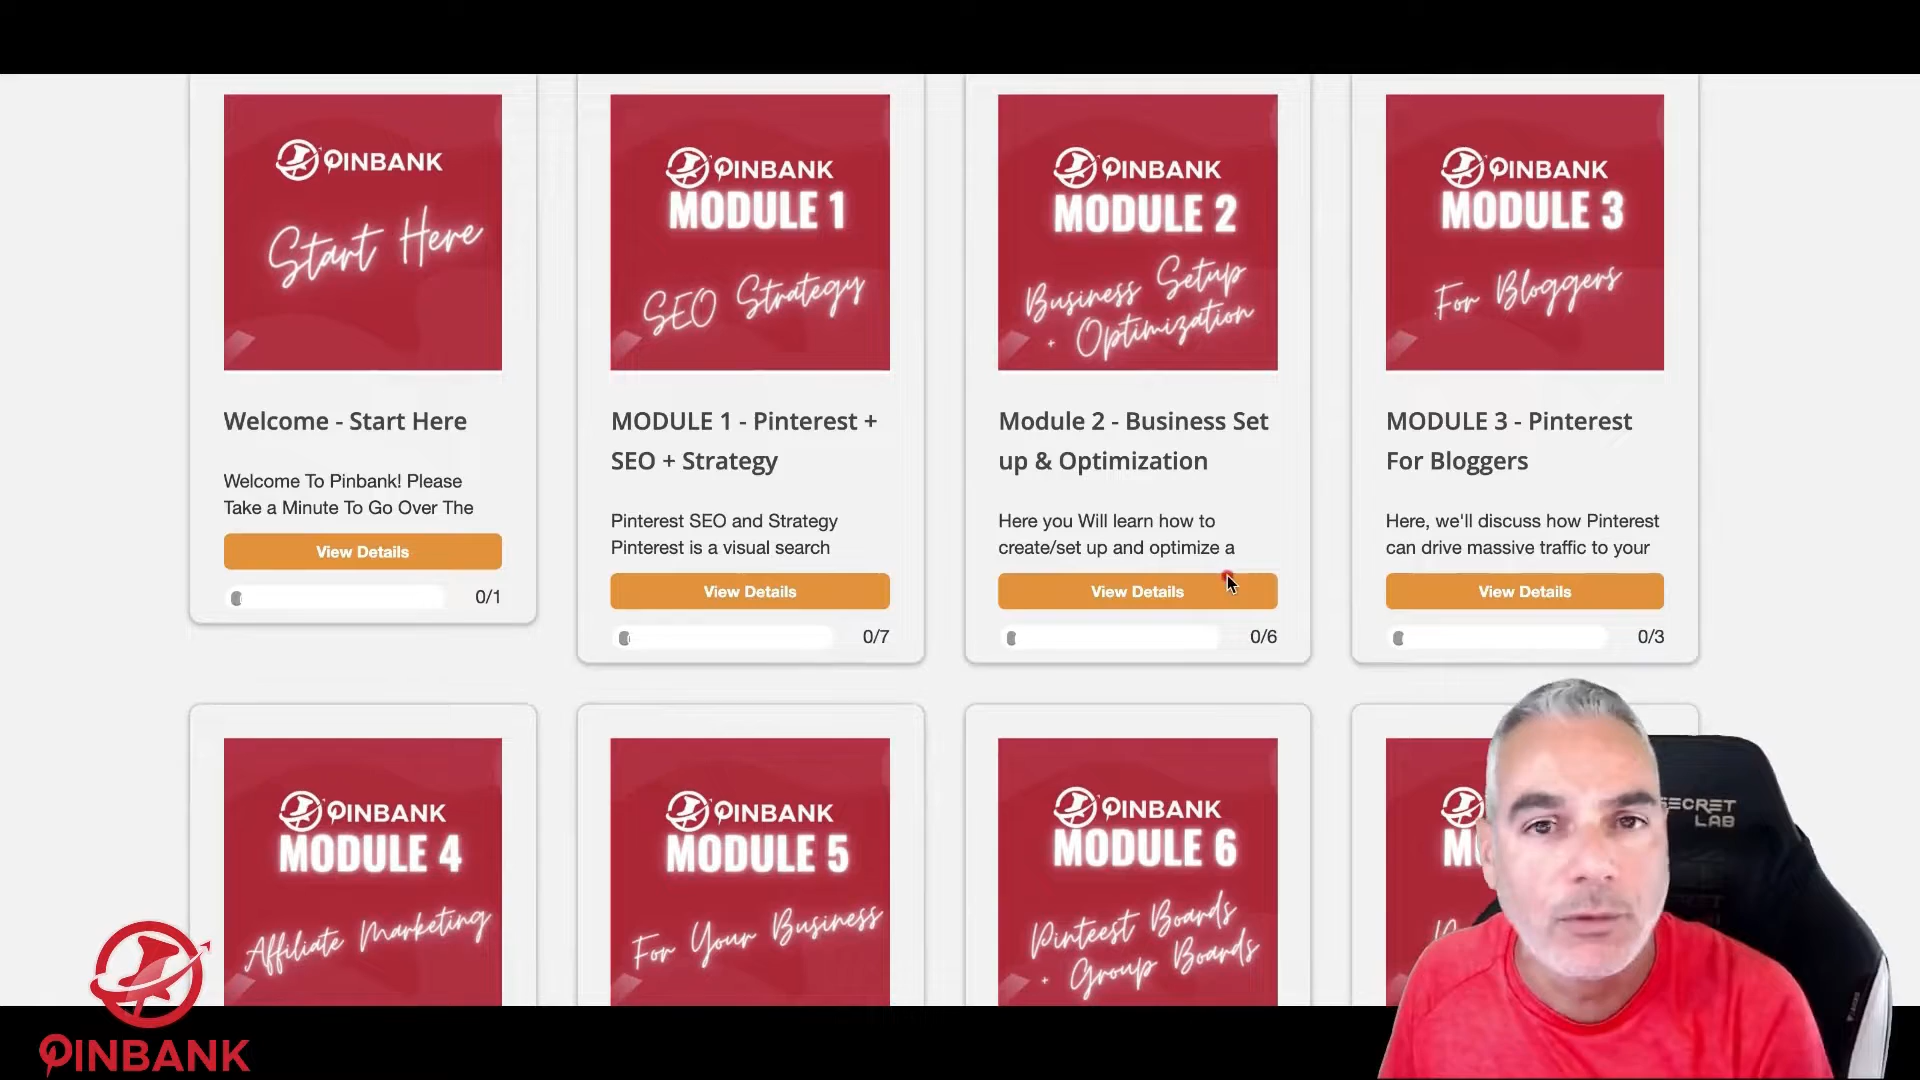 PINBANK
Start Here
PINBANK
MODULE 1
SEO Strategy
PINBANK
MODULE 2
Business Setup
+ Optimization
PINBANK
MODULE 3
For Bloggers
Welcome - Start Here
Welcome To Pinbank! Please
Take a Minute To Go Over The
View Details
0/1
MODULE 1 - Pinterest +
SEO + Strategy
Pinterest SEO and Strategy
Pinterest is a visual search
View Details
0/7
Module 2 - Business Set
up & Optimization
Here you Will learn how to
create/set up and optimize a
View Details
0/6
MODULE 3 - Pinterest
For Bloggers
Here, we'll discuss how Pinterest
can drive massive traffic to your
View Details
0/3
PINBANK
MODULE 4
Affiliate Marketing
PINBANK
MODULE 5
For Your Business
PINBANK
MODULE 6
Pinteest Boards
+ Group Boards
SECRET
LAB
PINBANK